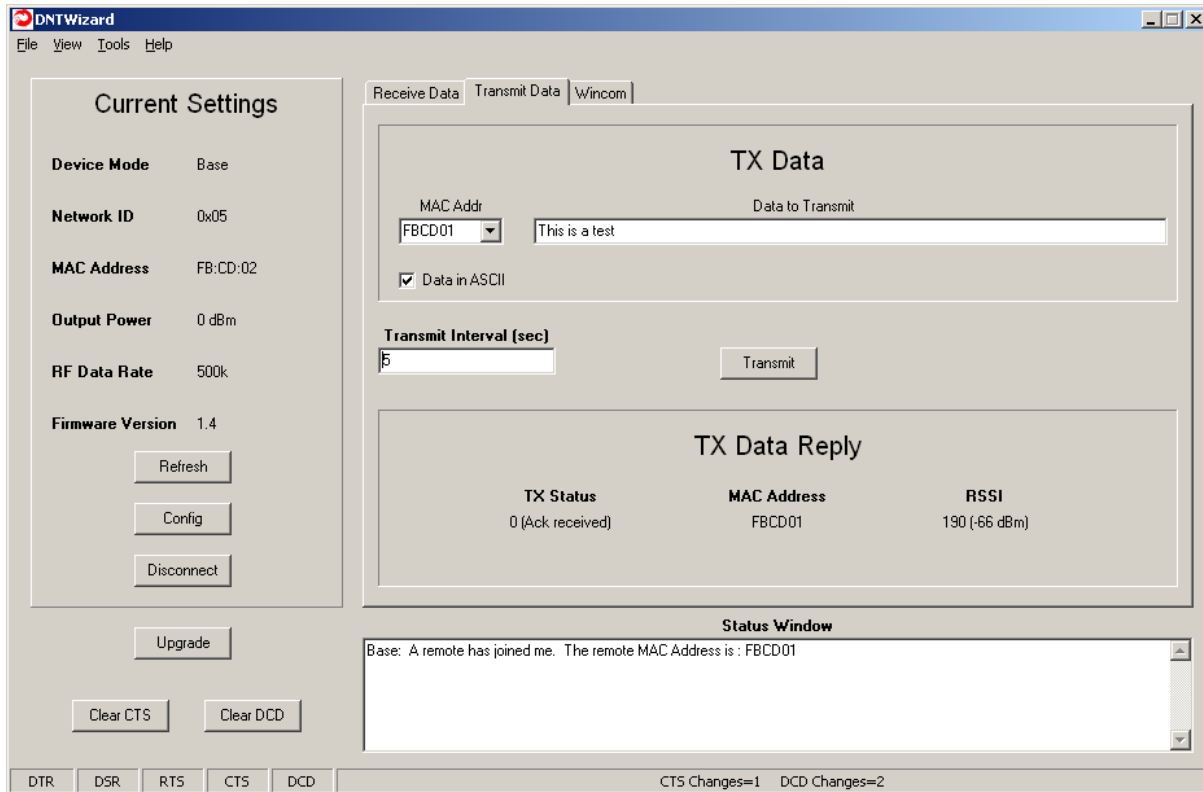 DNTWizard
File View Tools Help
Current Settings
Device Mode Base
Network ID 0x05
MAC Address FB:CD:02
Output Power 0 dBm
RF Data Rate 500k
Firmware Version 1.4
Refresh
Config
Disconnect
Upgrade
Clear CTS Clear DCD
Receive Data Transmit Data Wincom
TX Data
MAC Addr Data to Transmit
FBCD01 This is a test
Data in ASCII
Transmit Interval (sec)
5 Transmit
TX Data Reply
TX Status MAC Address RSSI
0 (Ack received) FBCD01 190 (-66 dBm)
Status Window
Base: A remote has joined me. The remote MAC Address is : FBCD01
DTR DSR RTS CTS DCD CTS Changes=1 DCD Changes=2